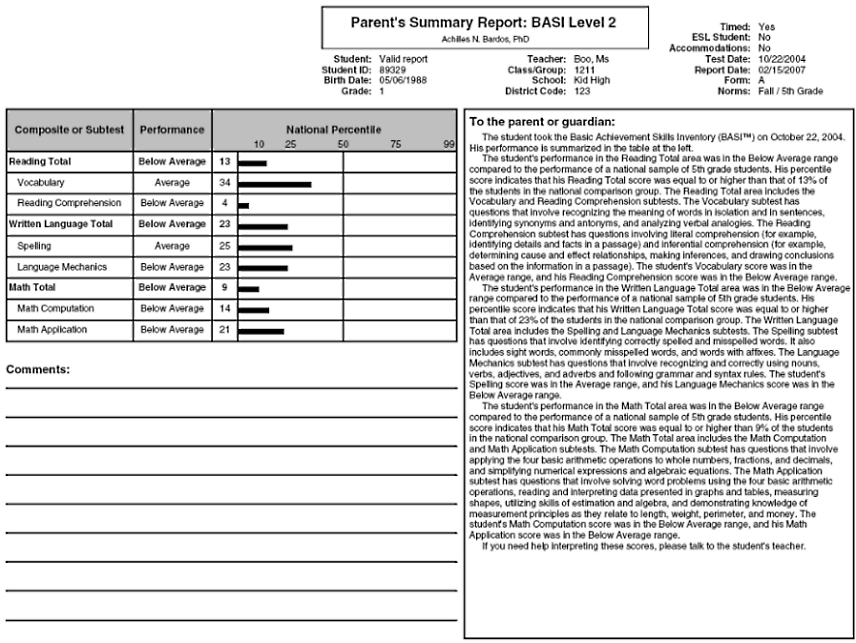 Parent's Summary Report: BASI Level 2
Achilles N. Bardos, PhD
Timed: Yes
ESL Student: No
Accommodations: No
Test Date: 10/22/2004
Report Date: 02/15/2007
Form: A
Norms: Fall / 5th Grade
Student: Valid report
Student ID: 89329
Birth Date: 05/06/1988
Grade: 1
Teacher: Boo, Ms
Class/Group: 1211
School: Kid High
District Code: 123
Composite or Subtest Performance National Percentile
10 25 50 75 99
Reading Total Below Average 13
Vocabulary Average 34
Reading Comprehension Below Average 4
Written Language Total Below Average 23
Spelling Average 25
Language Mechanics Below Average 23
Math Total Below Average 9
Math Computation Below Average 14
Math Application Below Average 21
Comments:
To the parent or guardian:
The student took the Basic Achievement Skills Inventory (BASI™) on October 22, 2004.
His performance is summarized in the table at the left.
The student's performance in the Reading Total area was in the Below Average range
compared to the performance of a national sample of 5th grade students. His percentile
score indicates that his Reading Total score was equal to or higher than that of 13% of
the students in the national comparison group. The Reading Total area includes the
Vocabulary and Reading Comprehension subtests. The Vocabulary subtest has
questions that involve recognizing the meaning of words in isolation and in sentences,
identifying synonyms and antonyms, and analyzing verbal analogies. The Reading
Comprehension subtest has questions involving literal comprehension (for example,
identifying details and facts in a passage) and inferential comprehension (for example,
determining cause and effect relationships, making inferences, and drawing conclusions
based on the information in a passage). The student's Vocabulary score was in the
Average range, and his Reading Comprehension score was in the Below Average range.
The student's performance in the Written Language Total area was in the Below Average
range compared to the performance of a national sample of 5th grade students. His
percentile score indicates that his Written Language Total score was equal to or higher
than that of 23% of the students in the national comparison group. The Written Language
Total area includes the Spelling and Language Mechanics subtests. The Spelling subtest
has questions that involve identifying correctly spelled and misspelled words. It also
includes sight words, commonly misspelled words, and words with affixes. The Language
Mechanics subtest has questions that involve recognizing and correctly using nouns,
verbs, adjectives, and adverbs and following grammar and syntax rules. The student's
Spelling score was in the Average range, and his Language Mechanics score was in the
Below Average range.
The student's performance in the Math Total area was in the Below Average range
compared to the performance of a national sample of 5th grade students. His percentile
score indicates that his Math Total score was equal to or higher than 9% of the students
in the national comparison group. The Math Total area includes the Math Computation
and Math Application subtests. The Math Computation subtest has questions that involve
applying the four basic arithmetic operations to whole numbers, fractions, and decimals,
and simplifying numerical expressions and algebraic equations. The Math Application
subtest has questions that involve solving word problems using the four basic arithmetic
operations, reading and interpreting data presented in graphs and tables, measuring
shapes, utilizing skills of estimation and algebra, and demonstrating knowledge of
measurement principles as they relate to length, weight, perimeter, and money. The
student's Math Computation score was in the Below Average range, and his Math
Application score was in the Below Average range.
If you need help interpreting these scores, please talk to the student's teacher.